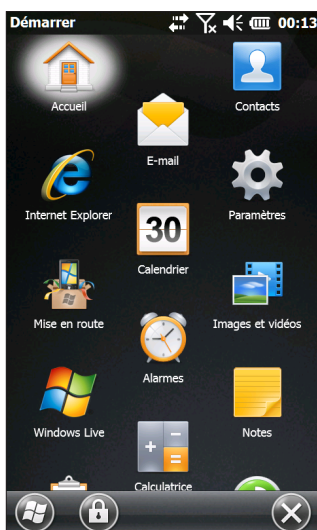 Démarrer 00:13
Accueil
Contacts
E-mail
Internet Explorer
Paramètres
30
Calendrier
Mise en route
Images et vidéos
Alarmes
Windows Live
Notes
Calculatrice